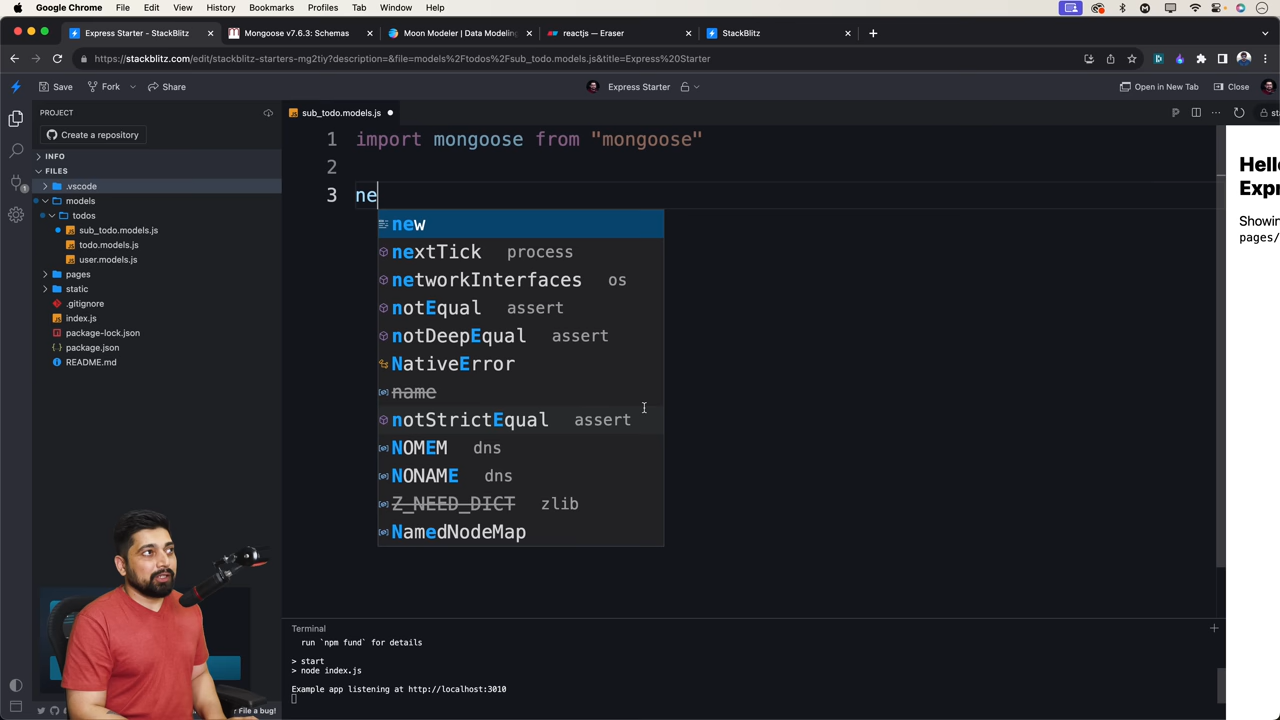 Google Chrome File Edit View History Bookmarks Profiles Tab Window Help
Express Starter - StackBlitz
Mongoose v7.6.3: Schemas
Moon Modeler | Data Modeling
reactjs — Eraser
StackBlitz
https://stackblitz.com/edit/stackblitz-starters-mg2tiy?description=&file=models%2Ftodos%2Fsub_todo.models.js&title=Express%20Starter
Save Fork Share
Express Starter
Open in New Tab Close
PROJECT
Create a repository
INFO
FILES
.vscode
models
todos
sub_todo.models.js
todo.models.js
user.models.js
pages
static
.gitignore
index.js
package-lock.json
package.json
README.md
sub_todo.models.js
1 import mongoose from "mongoose"
2
3 ne
new
nextTick process
networkInterfaces os
notEqual assert
notDeepEqual assert
NativeError
name
notStrictEqual assert
NOMEM dns
NONAME dns
Z_NEED_DICT zlib
NamedNodeMap
Terminal
run `npm fund` for details
> start
> node index.js
Example app listening at http://localhost:3010
Hell
Expr
Showin
pages/
File a bug!